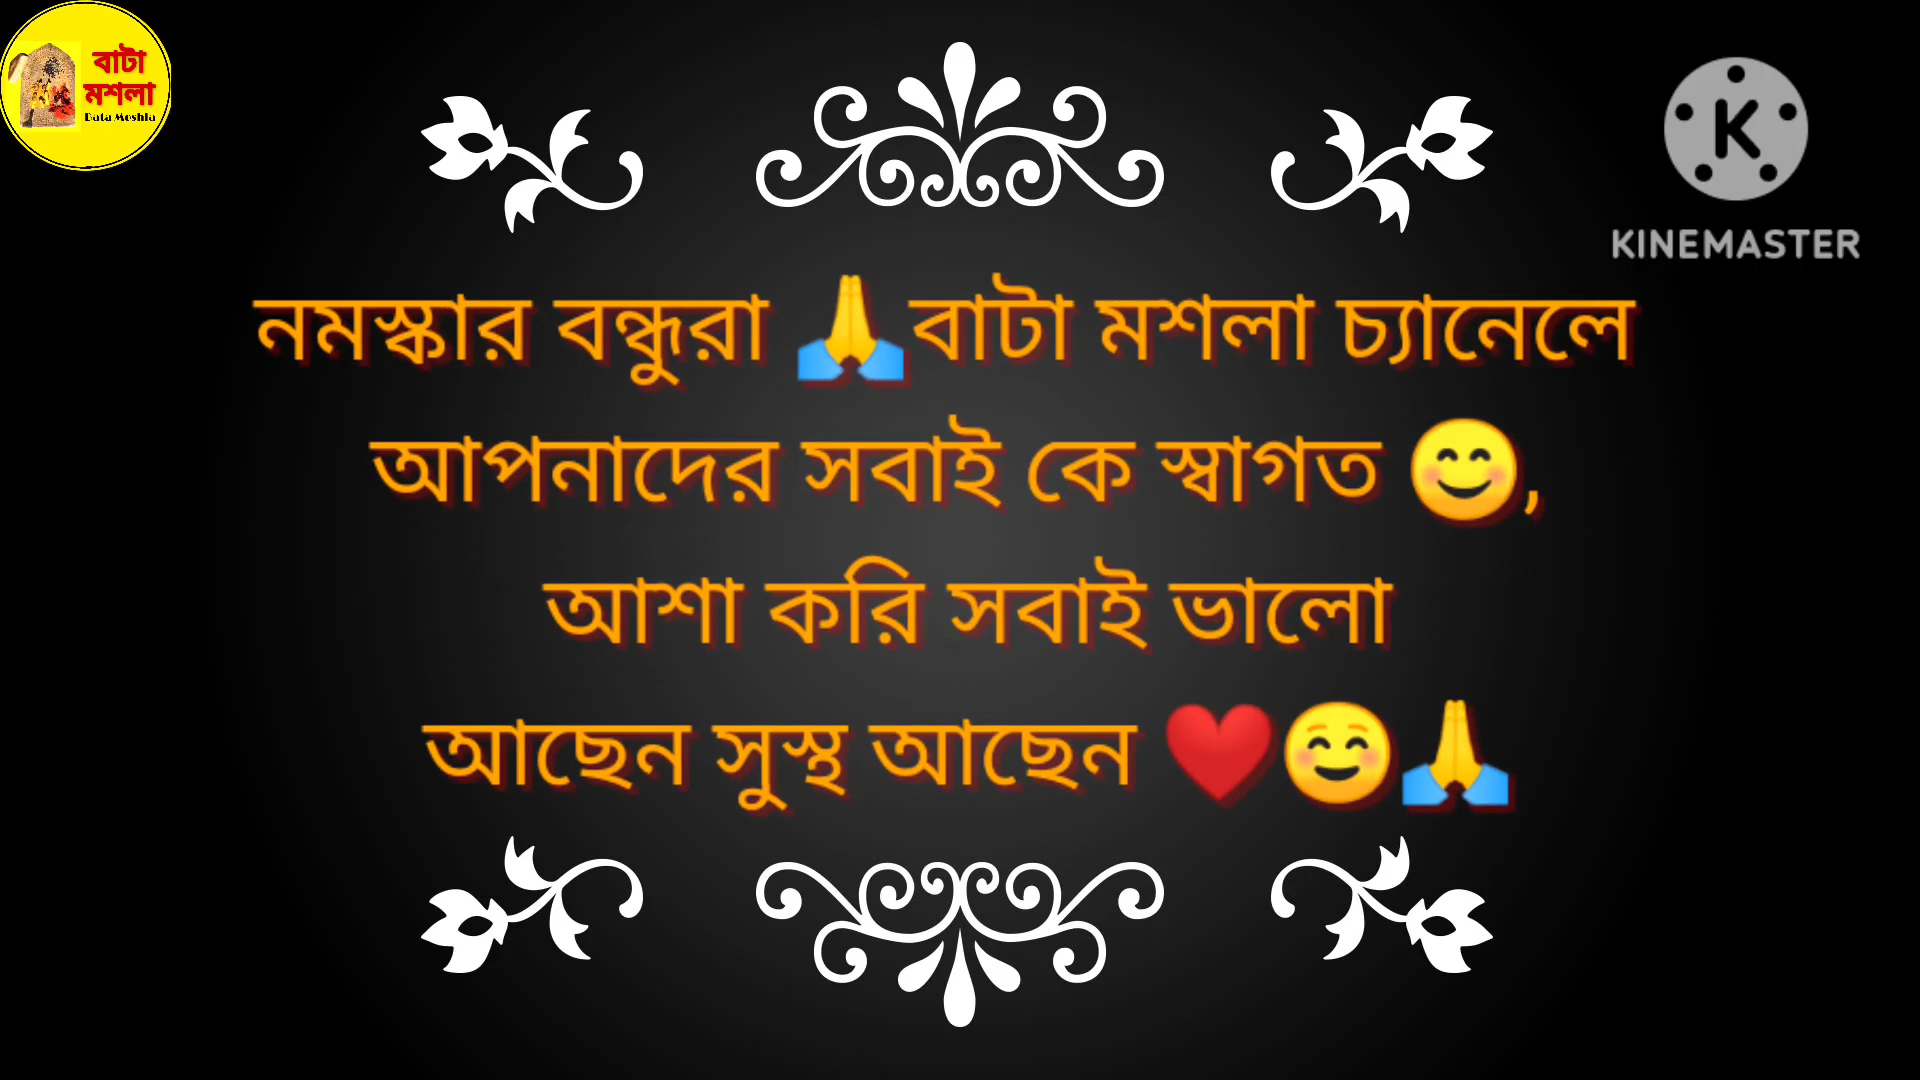 বাটা
মশলা
Bata Moshla
KINEMASTER
নমস্কার বন্ধুরা 🙏বাটা মশলা চ্যানেলে
আপনাদের সবাই কে স্বাগত 😊,
আশা করি সবাই ভালো
আছেন সুস্থ আছেন ❤️☺️🙏